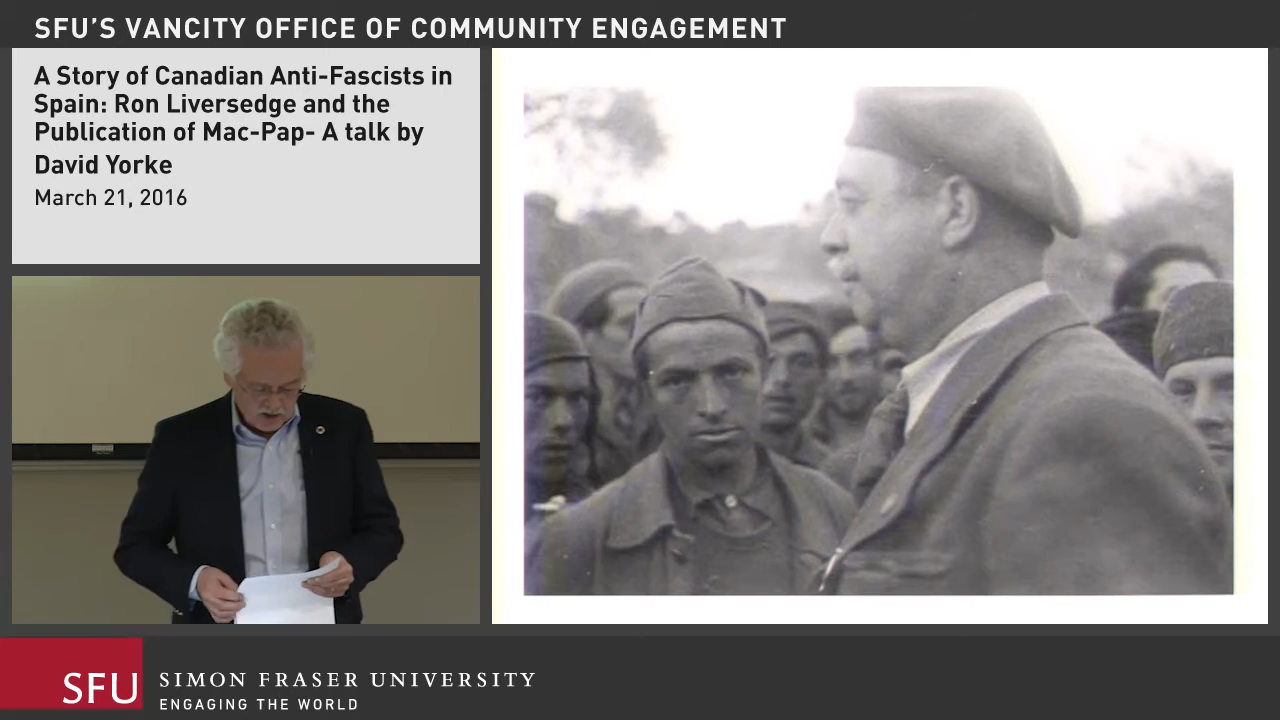 SFU'S VANCITY OFFICE OF COMMUNITY ENGAGEMENT
A Story of Canadian Anti-Fascists in
Spain: Ron Liversedge and the
Publication of Mac-Pap- A talk by
David Yorke
March 21, 2016
SFU
SIMON FRASER UNIVERSITY
ENGAGING THE WORLD